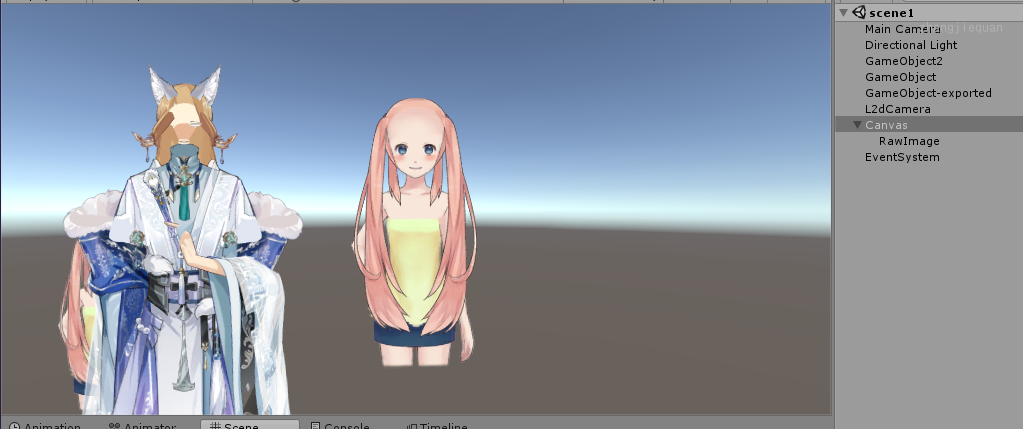 scene1
Main Camera
Directional Light
GameObject2
GameObject
GameObject-exported
L2dCamera
Canvas
RawImage
EventSystem
Animation
Animator
Scene
Console
Timeline